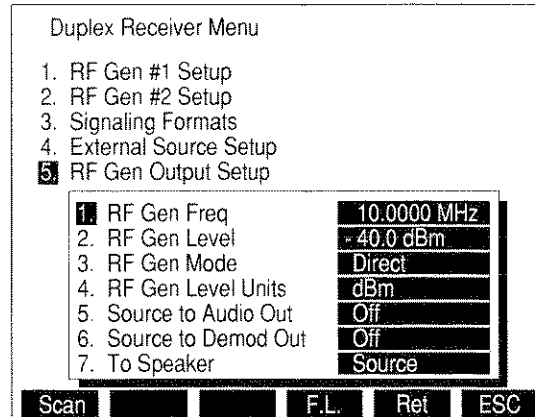 Duplex Receiver Menu
1. RF Gen #1 Setup
2. RF Gen #2 Setup
3. Signaling Formats
4. External Source Setup
5. RF Gen Output Setup
1. RF Gen Freq 10.0000 MHz
2. RF Gen Level - 40.0 dBm
3. RF Gen Mode Direct
4. RF Gen Level Units dBm
5. Source to Audio Out Off
6. Source to Demod Out Off
7. To Speaker Source
Scan F.L. Ret ESC